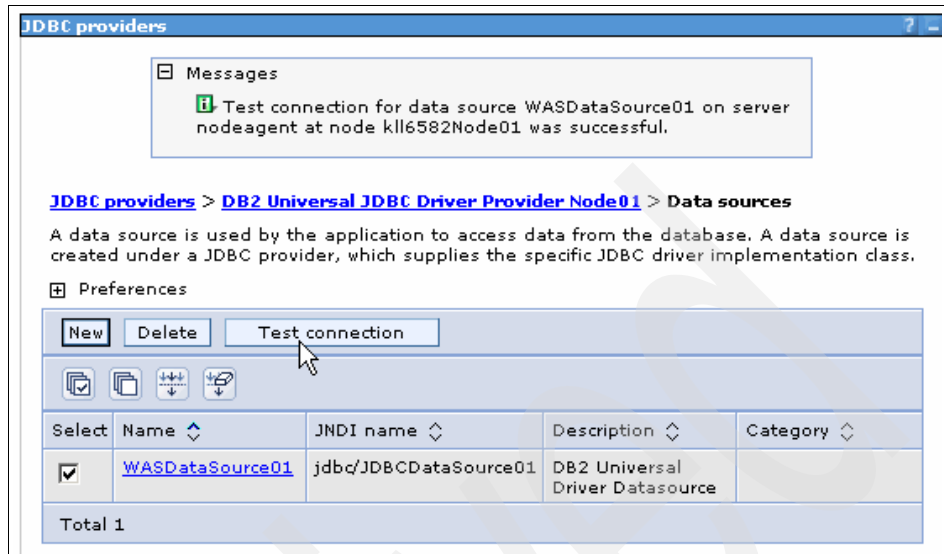 JDBC providers ? –
Messages
Test connection for data source WASDataSource01 on server
nodeagent at node kll6582Node01 was successful.
JDBC providers > DB2 Universal JDBC Driver Provider Node01 > Data sources
A data source is used by the application to access data from the database. A data source is
created under a JDBC provider, which supplies the specific JDBC driver implementation class.
Preferences
New Delete Test connection
Select Name JNDI name Description Category
WASDataSource01 jdbc/JDBCDataSource01 DB2 Universal
Driver Datasource
Total 1